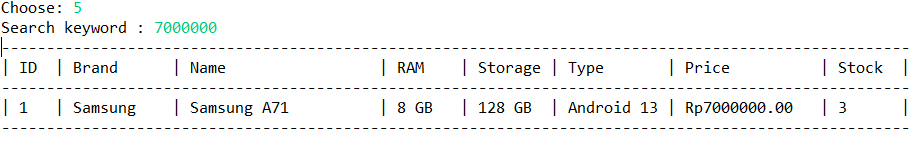 Choose: 5
Search keyword : 7000000
| ID | Brand | Name | RAM | Storage | Type | Price | Stock |
| 1 | Samsung | Samsung A71 | 8 GB | 128 GB | Android 13 | Rp7000000.00 | 3 |